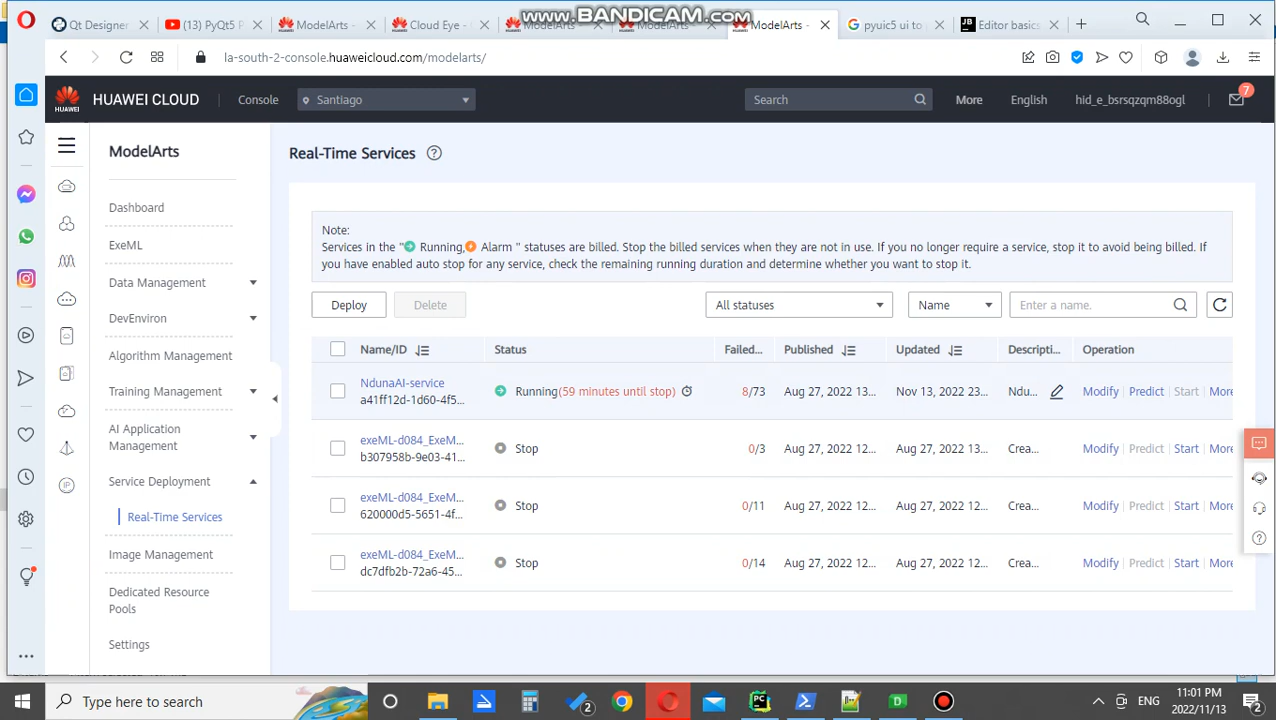 www.BANDICAM.com
Qt Designer
(13) PyQt5 P
ModelArts -
Cloud Eye -
ModelArts -
ModelArts
ModelArts -
pyuic5 ui to
Editor basics
la-south-2-console.huaweicloud.com/modelarts/
HUAWEI
HUAWEI CLOUD
Console
Santiago
Search
More
English
hid_e_bsrsqzqm88ogl
7
ModelArts
Dashboard
ExeML
Data Management
DevEnviron
Algorithm Management
Training Management
AI Application
Management
Service Deployment
Real-Time Services
Image Management
Dedicated Resource
Pools
Settings
Real-Time Services
Note:
Services in the " Running, Alarm " statuses are billed. Stop the billed services when they are not in use. If you no longer require a service, stop it to avoid being billed. If
you have enabled auto stop for any service, check the remaining running duration and determine whether you want to stop it.
Deploy
Delete
All statuses
Name
Enter a name.
Name/ID
Status
Failed...
Published
Updated
Descripti...
Operation
NdunaAI-service
a41ff12d-1d60-4f5...
Running(59 minutes until stop)
8/73
Aug 27, 2022 13...
Nov 13, 2022 23...
Ndu...
Modify
Predict
Start
More
exeML-d084_ExeM...
b307958b-9e03-41...
Stop
0/3
Aug 27, 2022 12...
Aug 27, 2022 13...
Crea...
Modify
Predict
Start
More
exeML-d084_ExeM...
620000d5-5651-4f...
Stop
0/11
Aug 27, 2022 12...
Aug 27, 2022 12...
Crea...
Modify
Predict
Start
More
exeML-d084_ExeM...
dc7dfb2b-72a6-45...
Stop
0/14
Aug 27, 2022 12...
Aug 27, 2022 12...
Crea...
Modify
Predict
Start
More
Type here to search
2
ENG
11:01 PM
2022/11/13
2